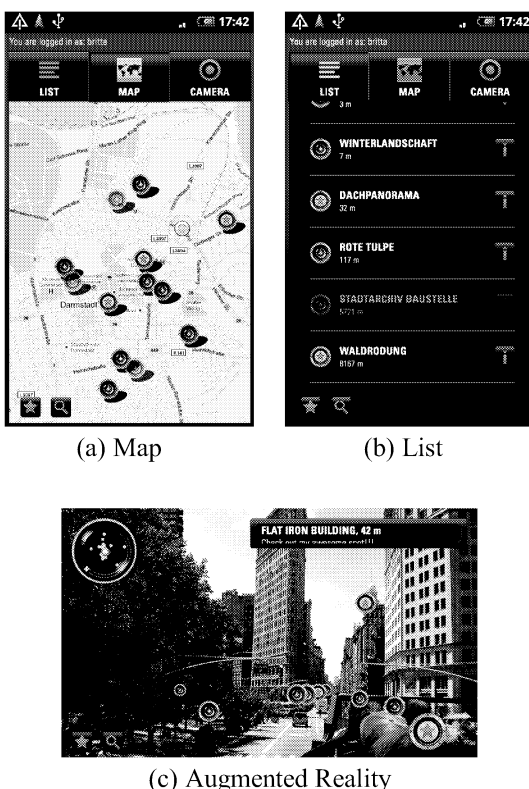 17:42
You are logged in as: britta
LIST MAP CAMERA
Darmstadt
(a) Map
17:42
You are logged in as: britta
LIST MAP CAMERA
3 m
WINTERLANDSCHAFT
7 m
DACHPANORAMA
32 m
ROTE TULPE
117 m
STADTARCHIV BAUSTELLE
5721 m
WALDRODUNG
8167 m
(b) List
FLAT IRON BUILDING, 42 m
Check out my awesome spot!!!
(c) Augmented Reality